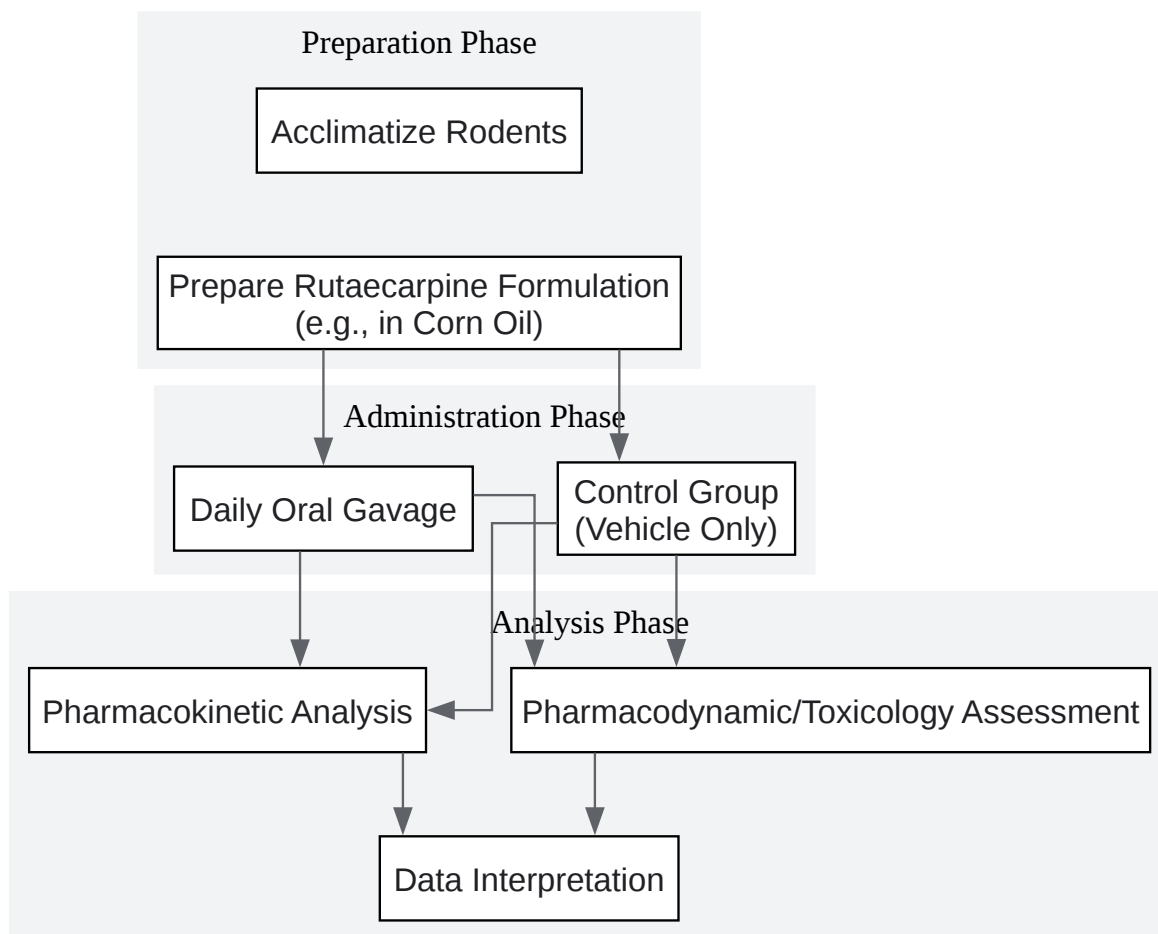 Preparation Phase
Acclimatize Rodents
Prepare Rutaecarpine Formulation
(e.g., in Corn Oil)
Administration Phase
Daily Oral Gavage
Control Group
(Vehicle Only)
Analysis Phase
Pharmacokinetic Analysis
Pharmacodynamic/Toxicology Assessment
Data Interpretation